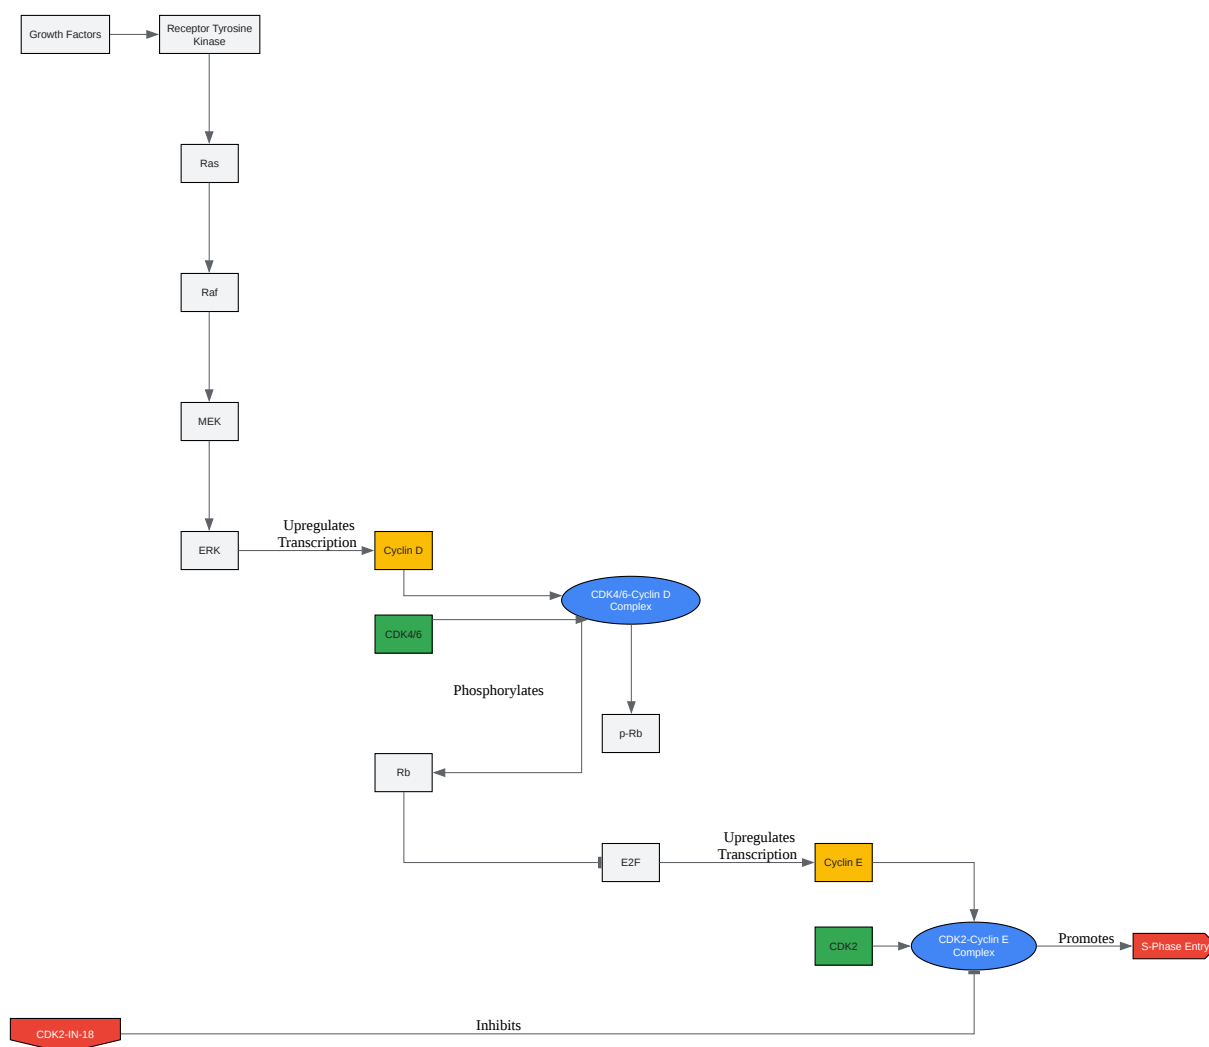 Growth Factors
Receptor Tyrosine
Kinase
Ras
Raf
MEK
ERK
Upregulates
Transcription
Cyclin D
CDK4/6-Cyclin D
Complex
CDK4/6
Phosphorylates
p-Rb
Rb
E2F
Upregulates
Transcription
Cyclin E
CDK2
CDK2-Cyclin E
Complex
Promotes
S-Phase Entry
CDK2-IN-18
Inhibits